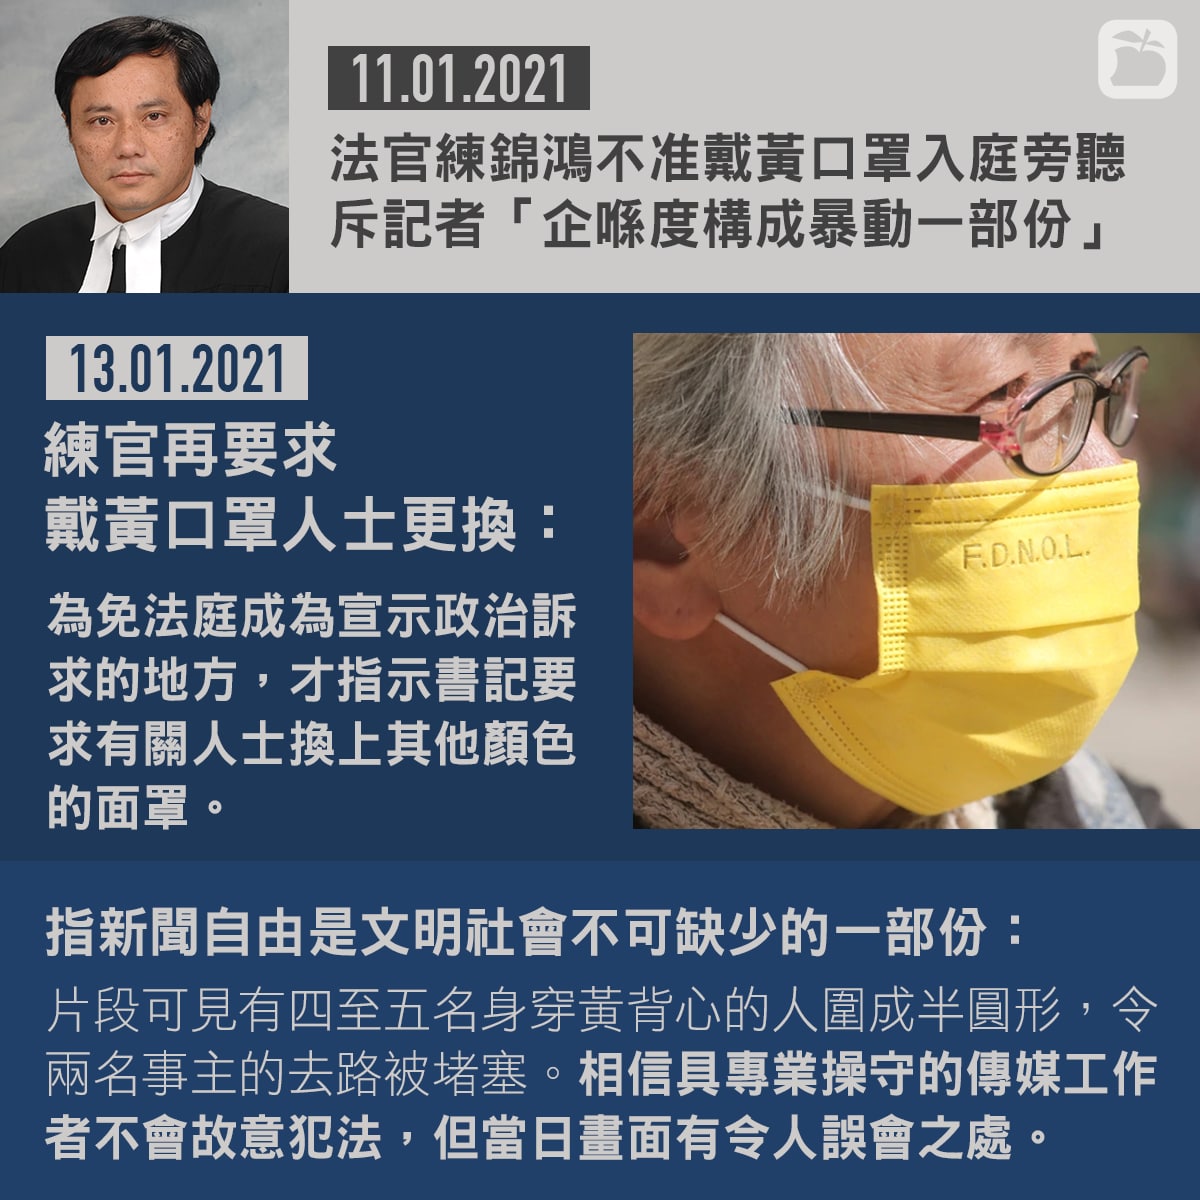 11.01.2021
法官練錦鴻不准戴黃口罩入庭旁聽
斥記者「企喺度構成暴動一部份」
13.01.2021
練官再要求
戴黃口罩人士更換：
為免法庭成為宣示政治訴
求的地方，才指示書記要
求有關人士換上其他顏色
的面罩。
F.D.N.O.L.
指新聞自由是文明社會不可缺少的一部份：
片段可見有四至五名身穿黃背心的人圍成半圓形，令
兩名事主的去路被堵塞。相信具專業操守的傳媒工作
者不會故意犯法，但當日畫面有令人誤會之處。